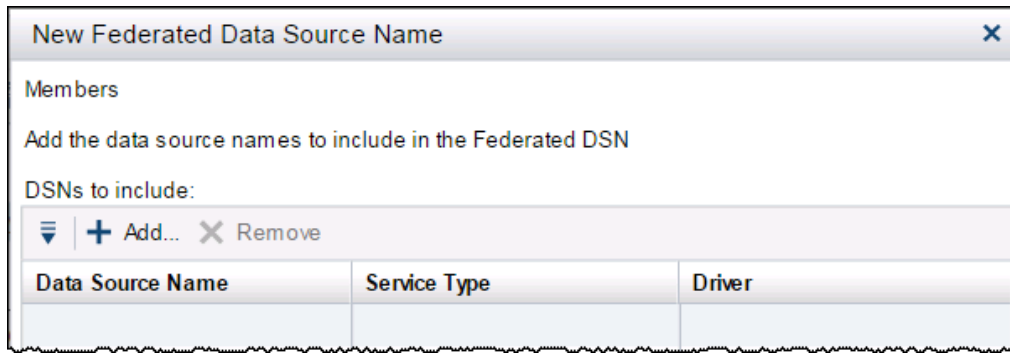 New Federated Data Source Name
Members
Add the data source names to include in the Federated DSN
DSNs to include:
Add... Remove
Data Source Name Service Type Driver